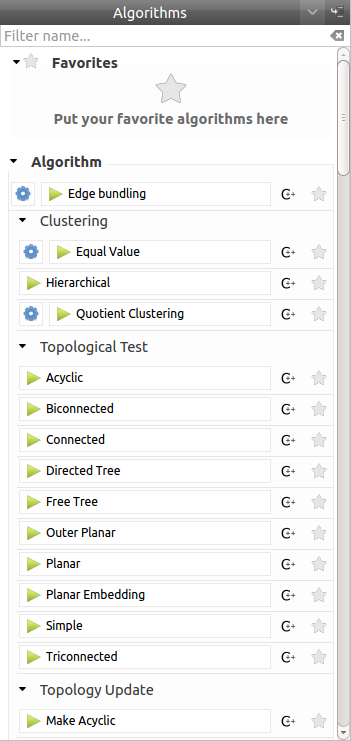 Algorithms
Filter name...
Favorites
Put your favorite algorithms here
Algorithm
Edge bundling
Clustering
Equal Value
Hierarchical
Quotient Clustering
Topological Test
Acyclic
Biconnected
Connected
Directed Tree
Free Tree
Outer Planar
Planar
Planar Embedding
Simple
Triconnected
Topology Update
Make Acyclic